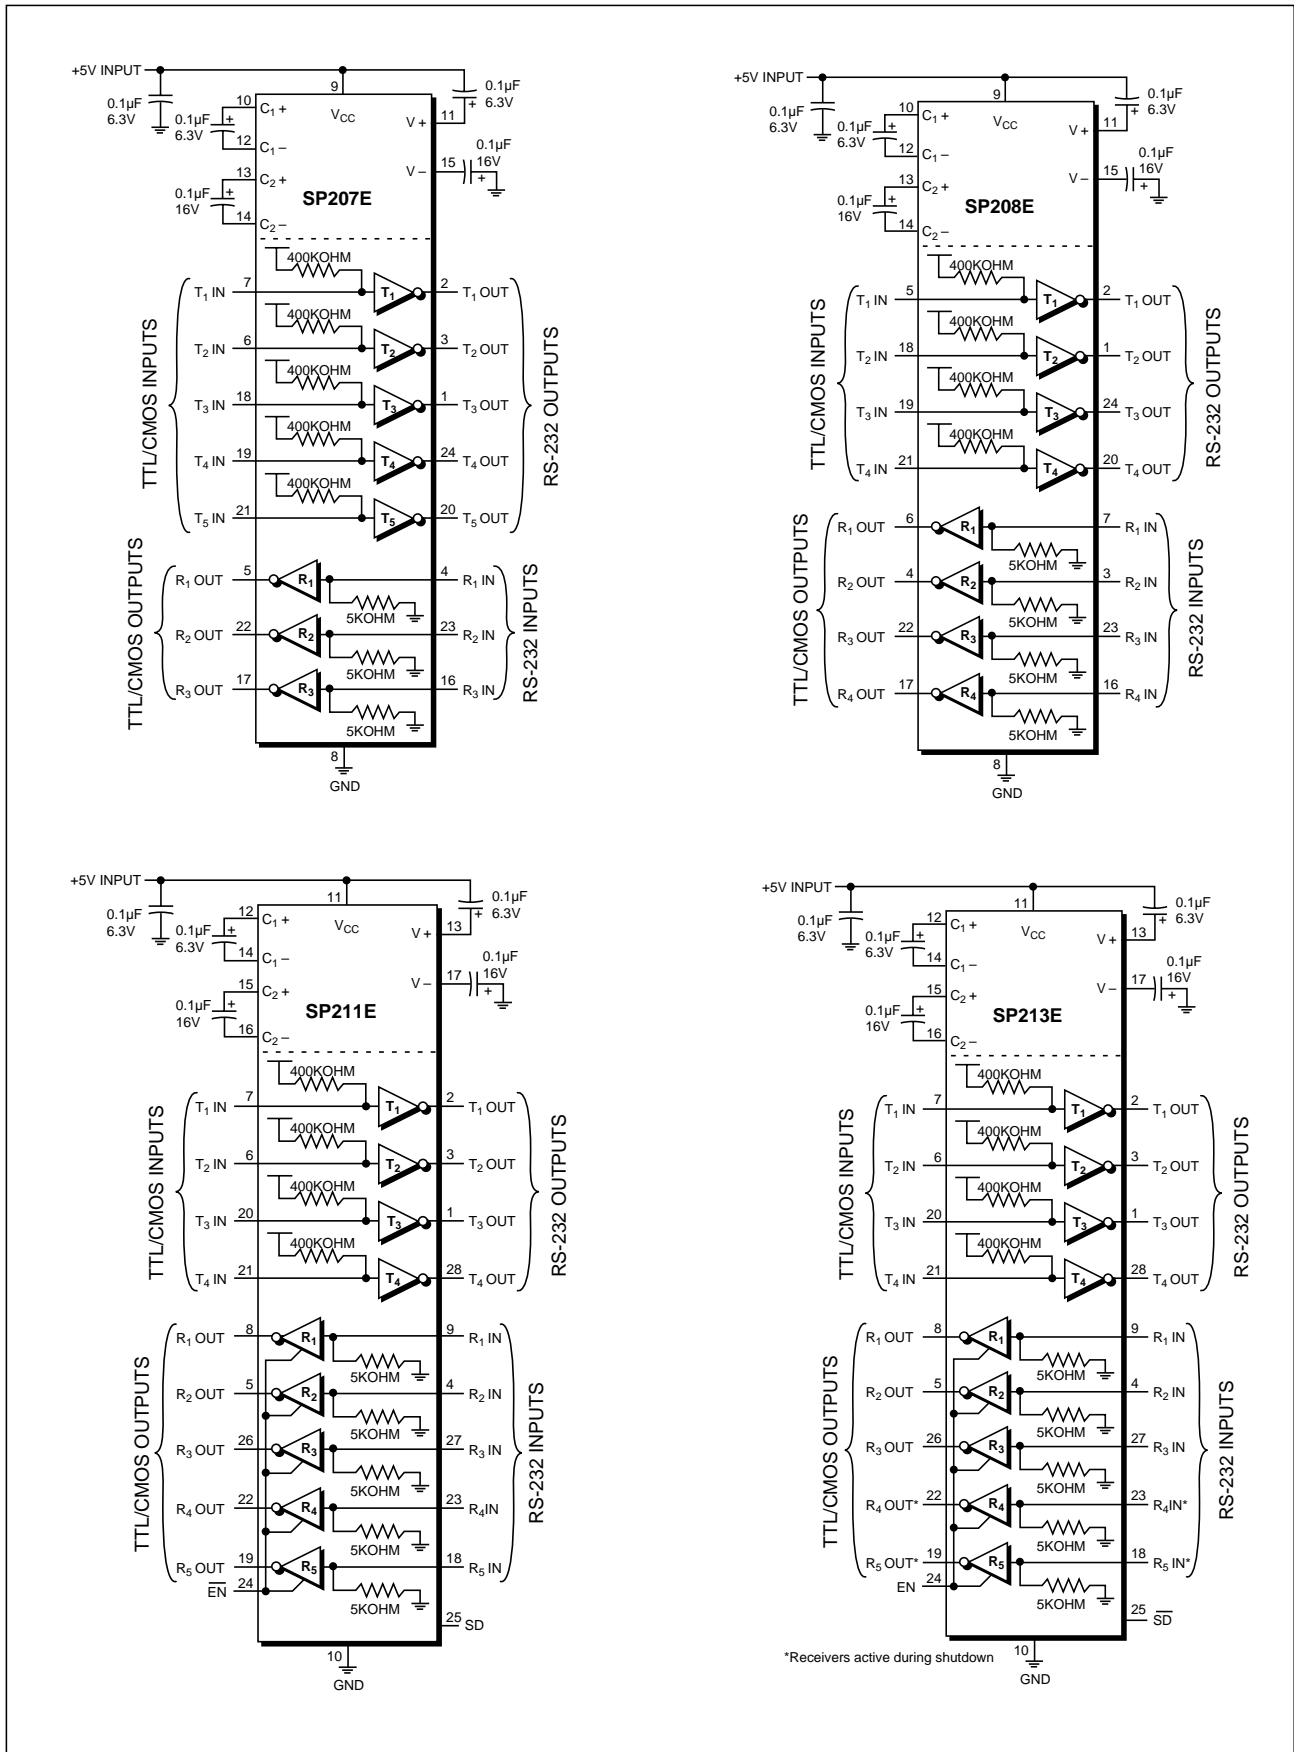 +5V INPUT
0.1µF
6.3V
10
C₁ +
0.1µF
+
6.3V
12
C₁ –
13
C₂ +
0.1µF
+
16V
14
C₂ –
9
V_CC
0.1µF
6.3V
+
V +
11
V –
15
0.1µF
16V
+
SP207E
400KOHM
T₁ IN
7
T₁
2
T₁ OUT
400KOHM
T₂ IN
6
T₂
3
T₂ OUT
400KOHM
T₃ IN
18
T₃
1
T₃ OUT
400KOHM
T₄ IN
19
T₄
24
T₄ OUT
400KOHM
T₅ IN
21
T₅
20
T₅ OUT
TTL/CMOS INPUTS
RS-232 OUTPUTS
R₁ OUT
5
R₁
4
R₁ IN
5KOHM
R₂ OUT
22
R₂
23
R₂ IN
5KOHM
R₃ OUT
17
R₃
16
R₃ IN
5KOHM
TTL/CMOS OUTPUTS
RS-232 INPUTS
8
GND
+5V INPUT
0.1µF
6.3V
10
C₁ +
0.1µF
+
6.3V
12
C₁ –
13
C₂ +
0.1µF
+
16V
14
C₂ –
9
V_CC
0.1µF
6.3V
+
V +
11
V –
15
0.1µF
16V
+
SP208E
400KOHM
T₁ IN
5
T₁
2
T₁ OUT
400KOHM
T₂ IN
18
T₂
1
T₂ OUT
400KOHM
T₃ IN
19
T₃
24
T₃ OUT
400KOHM
T₄ IN
21
T₄
20
T₄ OUT
TTL/CMOS INPUTS
RS-232 OUTPUTS
R₁ OUT
6
R₁
7
R₁ IN
5KOHM
R₂ OUT
4
R₂
3
R₂ IN
5KOHM
R₃ OUT
22
R₃
23
R₃ IN
5KOHM
R₄ OUT
17
R₄
16
R₄ IN
5KOHM
TTL/CMOS OUTPUTS
RS-232 INPUTS
8
GND
+5V INPUT
0.1µF
6.3V
12
C₁ +
0.1µF
+
6.3V
14
C₁ –
15
C₂ +
0.1µF
+
16V
16
C₂ –
11
V_CC
0.1µF
6.3V
+
V +
13
V –
17
0.1µF
16V
+
SP211E
400KOHM
T₁ IN
7
T₁
2
T₁ OUT
400KOHM
T₂ IN
6
T₂
3
T₂ OUT
400KOHM
T₃ IN
20
T₃
1
T₃ OUT
400KOHM
T₄ IN
21
T₄
28
T₄ OUT
TTL/CMOS INPUTS
RS-232 OUTPUTS
R₁ OUT
8
R₁
9
R₁ IN
5KOHM
R₂ OUT
5
R₂
4
R₂ IN
5KOHM
R₃ OUT
26
R₃
27
R₃ IN
5KOHM
R₄ OUT
22
R₄
23
R₄IN
5KOHM
R₅ OUT
19
R₅
18
R₅ IN
5KOHM
E̅N̅
24
25
SD
TTL/CMOS OUTPUTS
RS-232 INPUTS
10
GND
+5V INPUT
0.1µF
6.3V
12
C₁ +
0.1µF
+
6.3V
14
C₁ –
15
C₂ +
0.1µF
+
16V
16
C₂ –
11
V_CC
0.1µF
6.3V
+
V +
13
V –
17
0.1µF
16V
+
SP213E
400KOHM
T₁ IN
7
T₁
2
T₁ OUT
400KOHM
T₂ IN
6
T₂
3
T₂ OUT
400KOHM
T₃ IN
20
T₃
1
T₃ OUT
400KOHM
T₄ IN
21
T₄
28
T₄ OUT
TTL/CMOS INPUTS
RS-232 OUTPUTS
R₁ OUT
8
R₁
9
R₁ IN
5KOHM
R₂ OUT
5
R₂
4
R₂ IN
5KOHM
R₃ OUT
26
R₃
27
R₃ IN
5KOHM
R₄ OUT*
22
R₄
23
R₄IN*
5KOHM
R₅ OUT*
19
R₅
18
R₅ IN*
5KOHM
EN
24
25
S̅D̅
TTL/CMOS OUTPUTS
RS-232 INPUTS
*Receivers active during shutdown
10
GND